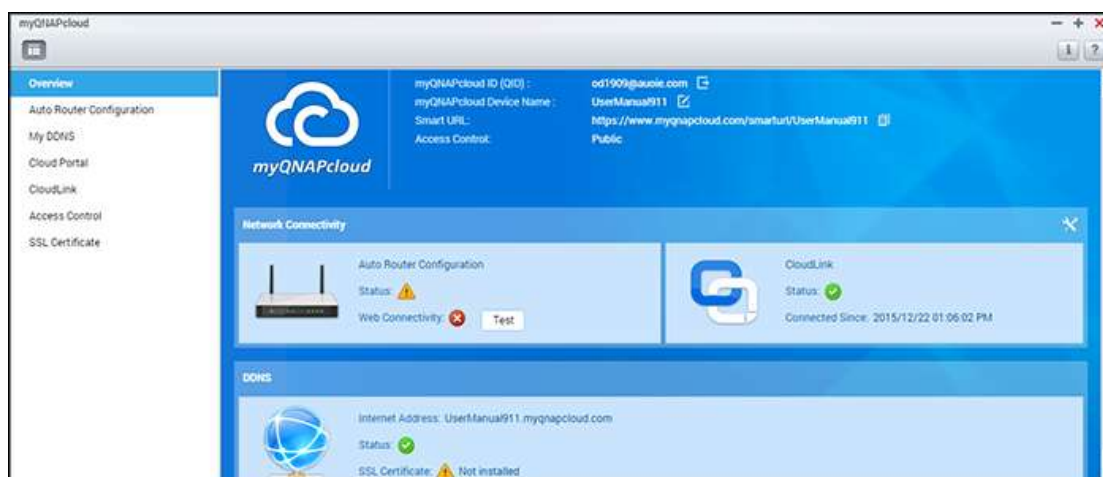 myQNAPcloud
Overview
Auto Router Configuration
My DDNS
Cloud Portal
CloudLink
Access Control
SSL Certificate
myQNAPcloud
myQNAPcloud ID (QID) : od1909@auoie.com
myQNAPcloud Device Name : UserManual911
Smart URL: https://www.myqnapcloud.com/smarturl/UserManual911
Access Control: Public
Network Connectivity
Auto Router Configuration
Status:
Web Connectivity: Test
CloudLink
Status:
Connected Since: 2015/12/22 01:06:02 PM
DDNS
Internet Address: UserManual911.myqnapcloud.com
Status:
SSL Certificate: Not installed